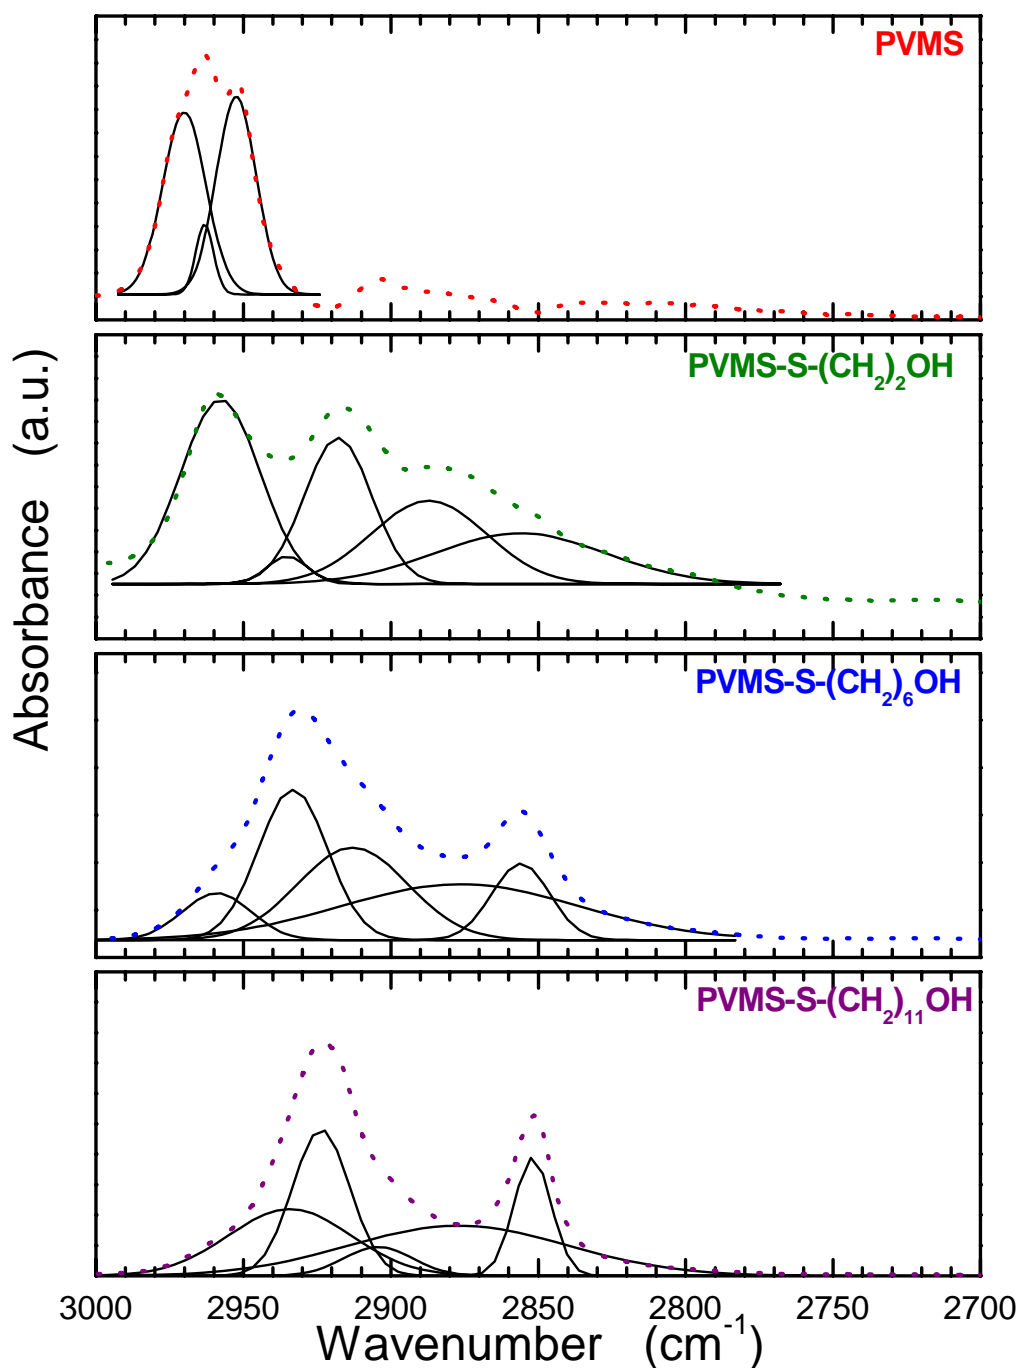 PVMS
PVMS-S-(CH₂)₂OH
PVMS-S-(CH₂)₆OH
PVMS-S-(CH₂)₁₁OH
Absorbance (a.u.)
3000 2950 2900 2850 2800 2750 2700
Wavenumber (cm⁻¹)